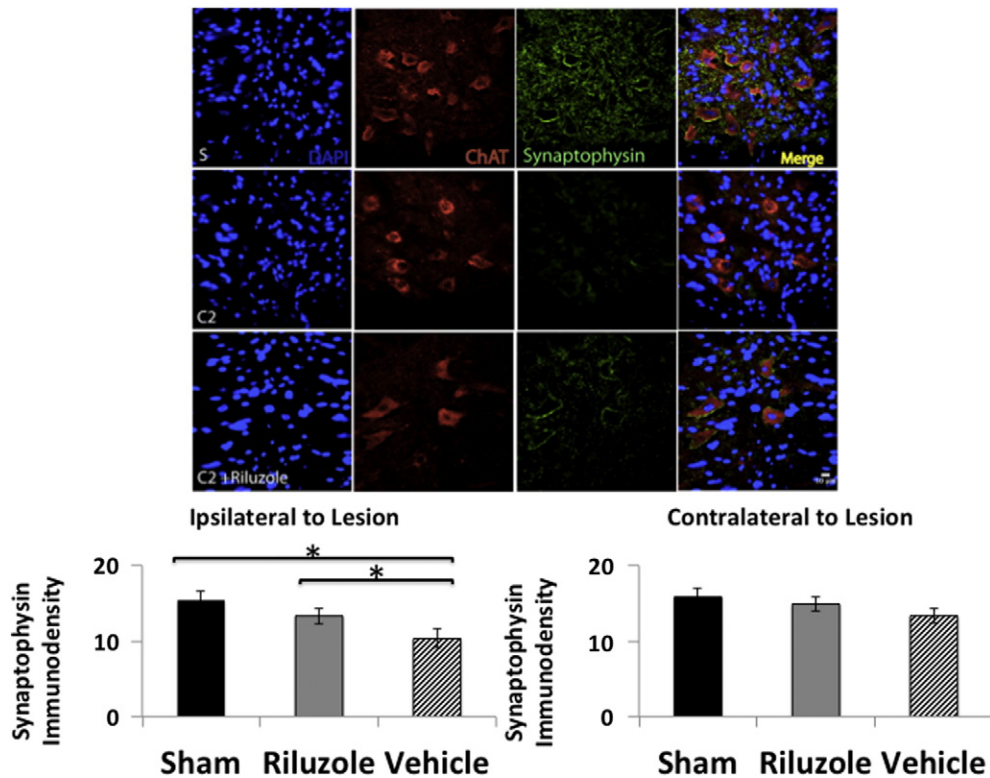 S DAPI ChAT Synaptophysin Merge
C2
C2 +Riluzole
Ipsilateral to Lesion Contralateral to Lesion
* 
*
Synaptophysin
Immunodensity
20
10
0
Sham Riluzole Vehicle
Synaptophysin
Immunodensity
20
10
0
Sham Riluzole Vehicle